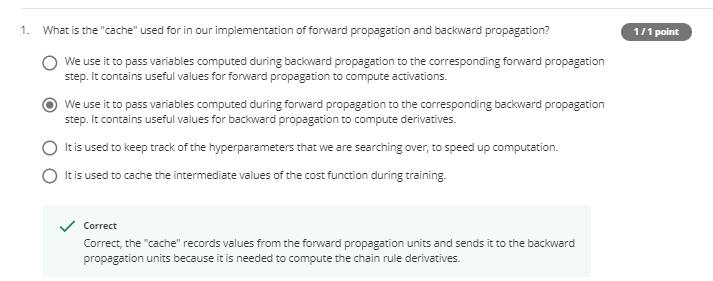 1. What is the "cache" used for in our implementation of forward propagation and backward propagation?
1 / 1 point
We use it to pass variables computed during backward propagation to the corresponding forward propagation
step. It contains useful values for forward propagation to compute activations.
We use it to pass variables computed during forward propagation to the corresponding backward propagation
step. It contains useful values for backward propagation to compute derivatives.
It is used to keep track of the hyperparameters that we are searching over, to speed up computation.
It is used to cache the intermediate values of the cost function during training.
Correct
Correct, the "cache" records values from the forward propagation units and sends it to the backward
propagation units because it is needed to compute the chain rule derivatives.